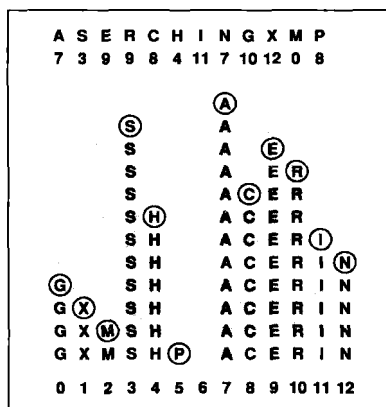 A S E R C H I N G X M P
7 3 9 9 8 4 11 7 10 12 0 8
A
S A
S A E
S A E R
S A C E R
S H A C E R
S H A C E R I
S H A C E R I N
G S H A C E R I N
G X S H A C E R I N
G X M S H A C E R I N
G X M S H P A C E R I N
0 1 2 3 4 5 6 7 8 9 10 11 12